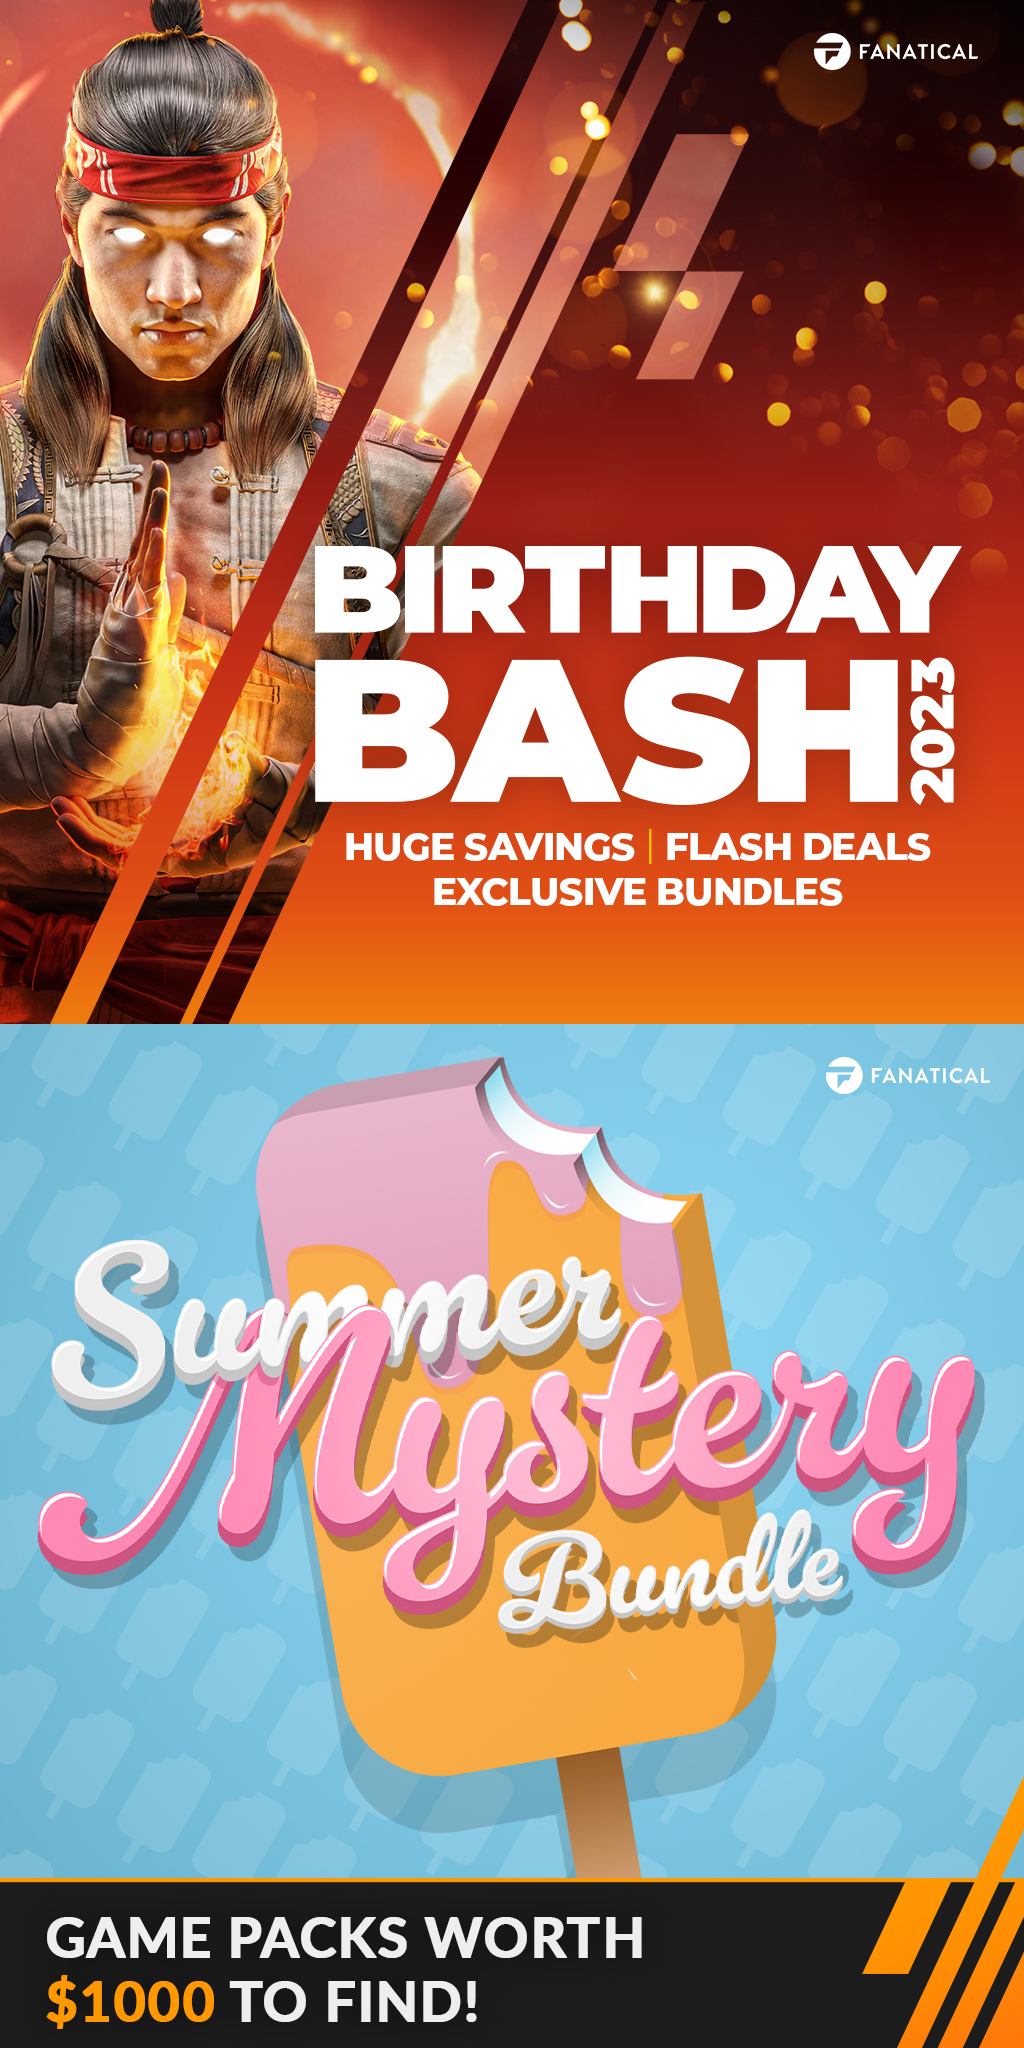 FANATICAL
BIRTHDAY
BASH 2023
HUGE SAVINGS | FLASH DEALS
EXCLUSIVE BUNDLES
FANATICAL
Summer
Mystery
Bundle
GAME PACKS WORTH
$1000 TO FIND!